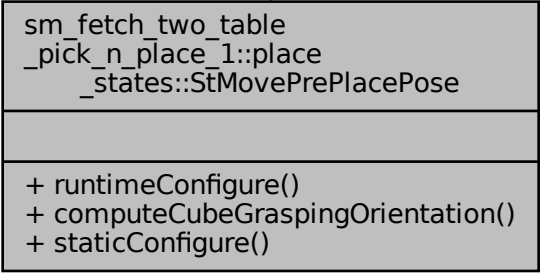 sm_fetch_two_table
_pick_n_place_1::place
_states::StMovePrePlacePose
+ runtimeConfigure()
+ computeCubeGraspingOrientation()
+ staticConfigure()